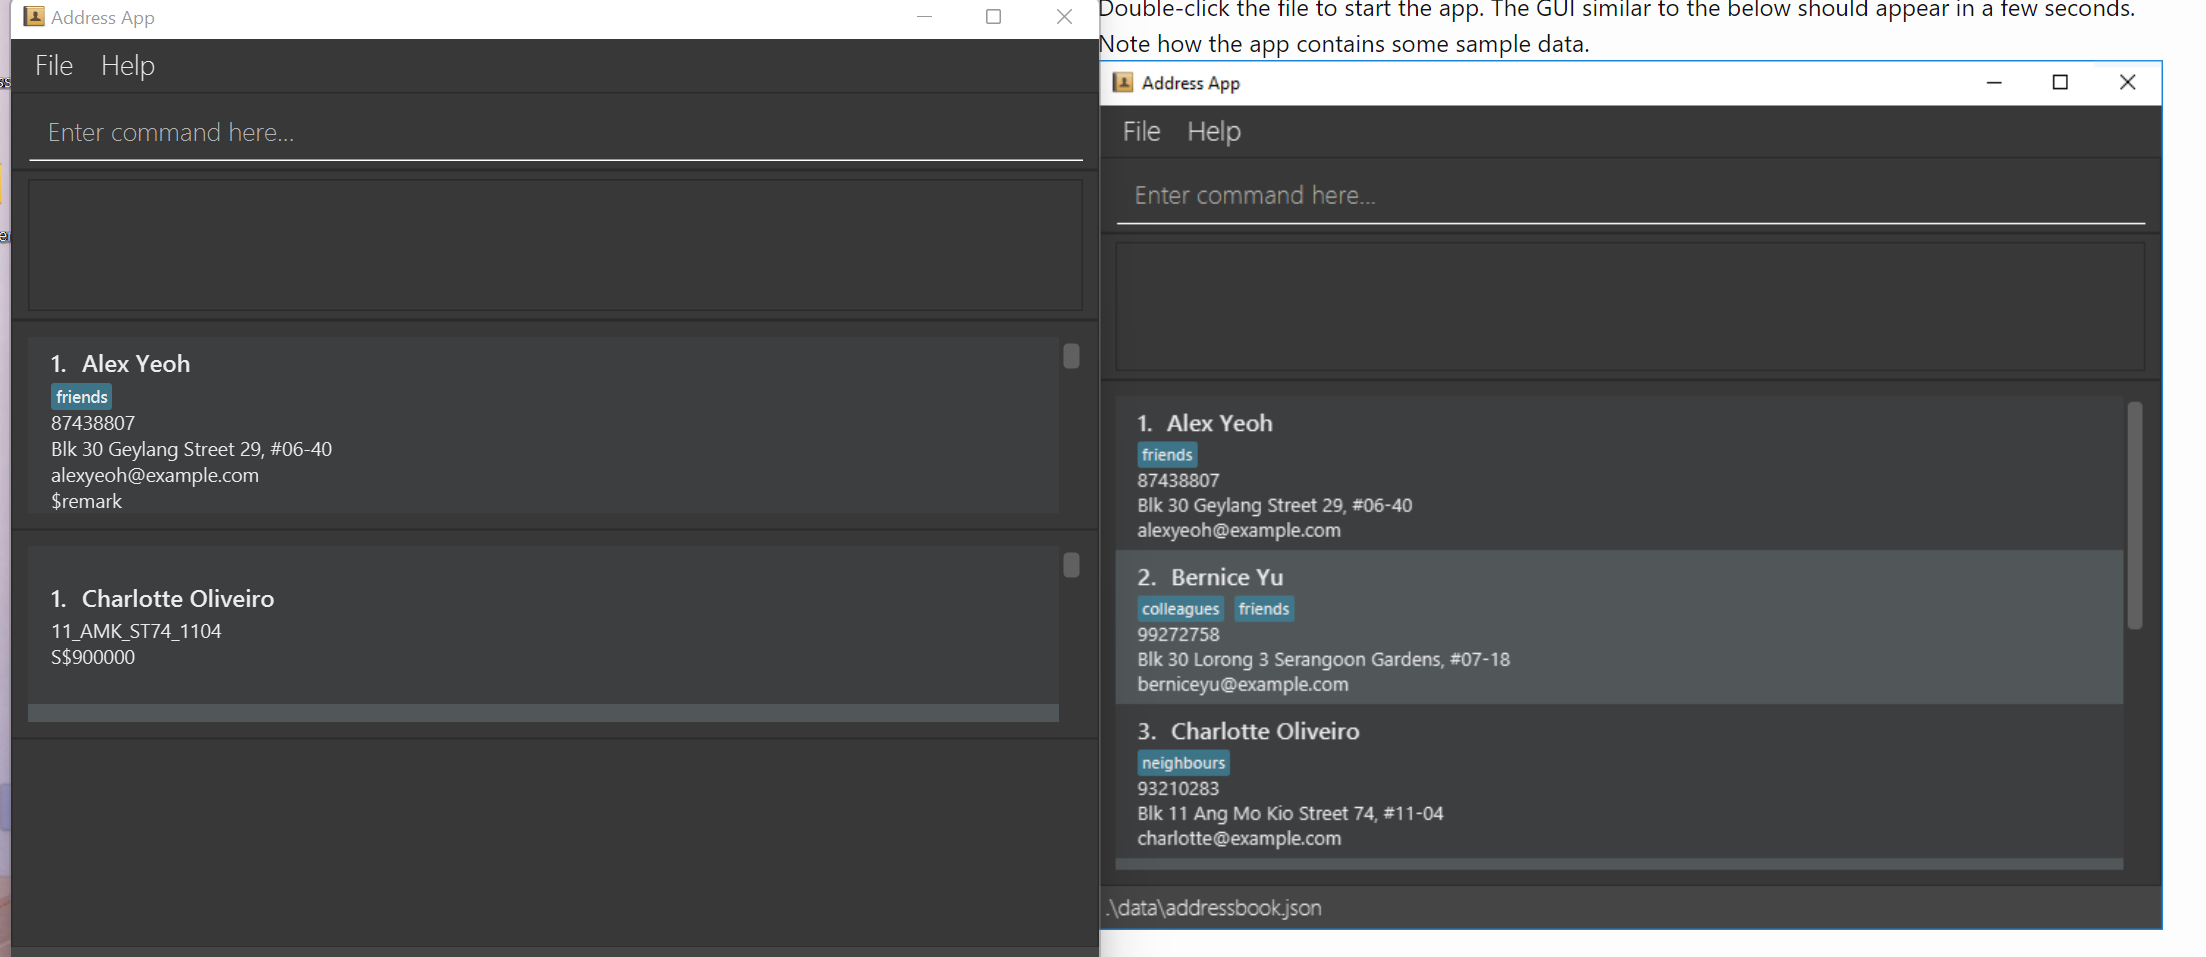 Address App
File Help
Enter command here...
1. Alex Yeoh
friends
87438807
Blk 30 Geylang Street 29, #06-40
alexyeoh@example.com
$remark
1. Charlotte Oliveiro
11_AMK_ST74_1104
S$900000
Double-click the file to start the app. The GUI similar to the below should appear in a few seconds.
Note how the app contains some sample data.
Address App
File Help
Enter command here...
1. Alex Yeoh
friends
87438807
Blk 30 Geylang Street 29, #06-40
alexyeoh@example.com
2. Bernice Yu
colleagues friends
99272758
Blk 30 Lorong 3 Serangoon Gardens, #07-18
berniceyu@example.com
3. Charlotte Oliveiro
neighbours
93210283
Blk 11 Ang Mo Kio Street 74, #11-04
charlotte@example.com
.\data\addressbook.json